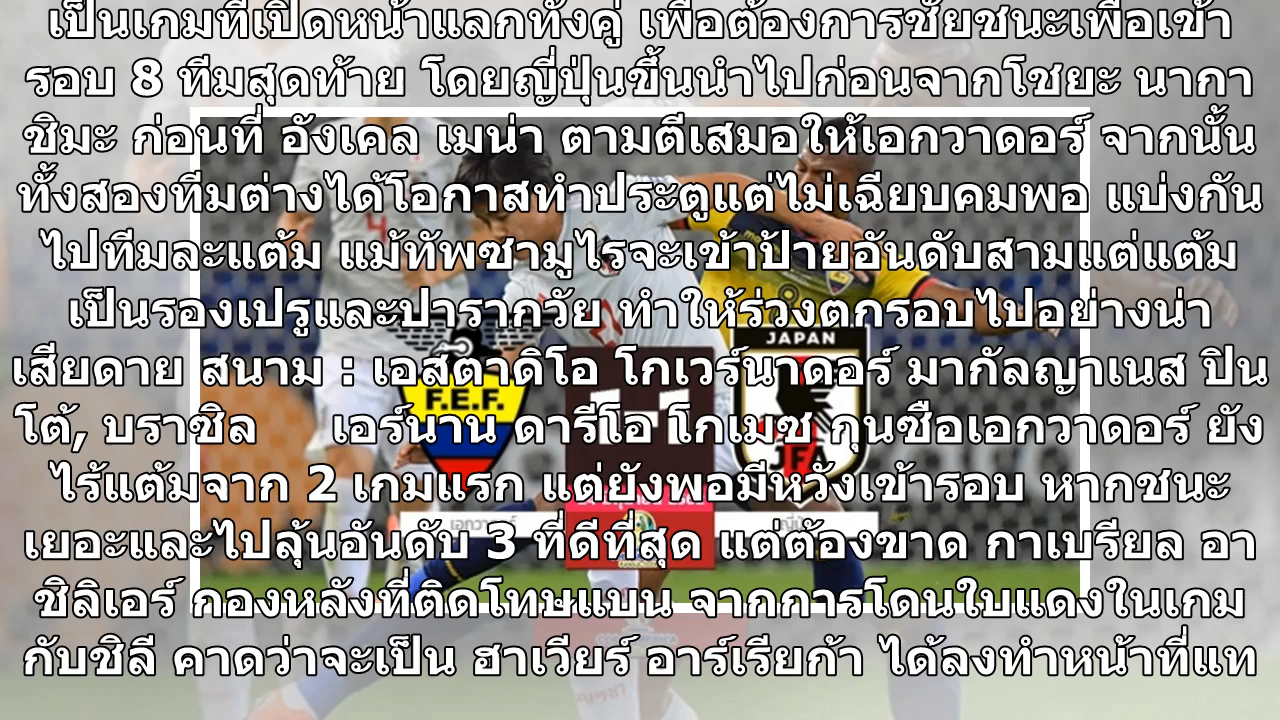 เป็นเกมที่เปิดหน้าแลกทั้งคู่ เพื่อต้องการชัยชนะเพื่อเข้า
รอบ 8 ทีมสุดท้าย โดยญี่ปุ่นขึ้นนำไปก่อนจากโชยะ นากา
ชิมะ ก่อนที่ อังเคล เมน่า ตามตีเสมอให้เอกวาดอร์ จากนั้น
ทั้งสองทีมต่างได้โอกาสทำประตูแต่ไม่เฉียบคมพอ แบ่งกัน
ไปทีมละแต้ม แม้ทัพซามูไรจะเข้าป้ายอันดับสามแต่แต้ม
เป็นรองเปรูและปารากวัย ทำให้ร่วงตกรอบไปอย่างน่า
เสียดาย สนาม : เอสตาดิโอ โกเวร์นาดอร์ มากัลญาเนส ปิน
โต้, บราซิล เอร์นาน ดารีโอ โกเมซ กุนซือเอกวาดอร์ ยัง
ไร้แต้มจาก 2 เกมแรก แต่ยังพอมีหวังเข้ารอบ หากชนะ
เยอะและไปลุ้นอันดับ 3 ที่ดีที่สุด แต่ต้องขาด กาเบรียล อา
ชิลิเอร์ กองหลังที่ติดโทษแบน จากการโดนใบแดงในเกม
กับชิลี คาดว่าจะเป็น ฮาเวียร์ อาร์เรียก้า ได้ลงทำหน้าที่แท
JAPAN
F.E.F.
1-1
JFA